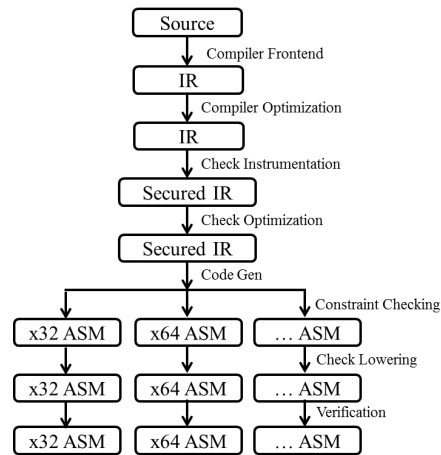 Source
Compiler Frontend
IR
Compiler Optimization
IR
Check Instrumentation
Secured IR
Check Optimization
Secured IR
Code Gen
Constraint Checking
x32 ASM x64 ASM ... ASM
Check Lowering
x32 ASM x64 ASM ... ASM
Verification
x32 ASM x64 ASM ... ASM